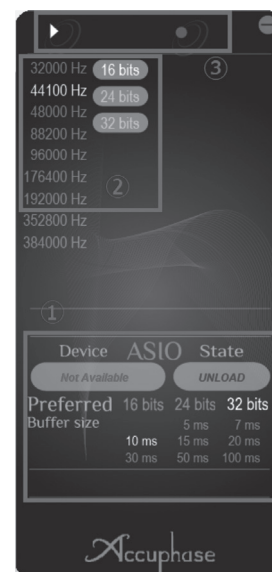 ③
32000 Hz 16 bits
44100 Hz 24 bits
48000 Hz 32 bits
88200 Hz
96000 Hz
176400 Hz
②
192000 Hz
352800 Hz
384000 Hz
①
Device ASIO State
Not Available UNLOAD
Preferred 16 bits 24 bits 32 bits
Buffer size
5 ms 7 ms
10 ms 15 ms 20 ms
30 ms 50 ms 100 ms
Accuphase